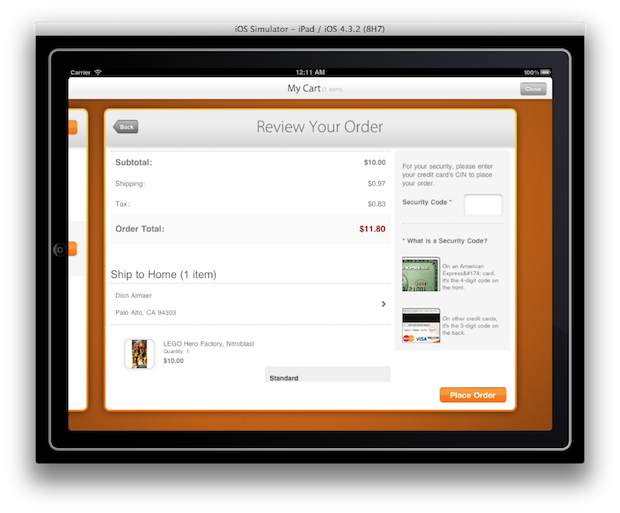 iOS Simulator – iPad / iOS 4.3.2 (8H7)
Carrier 12:11 AM 100%
My Cart (1 item) Close
Back Review Your Order
Subtotal: $10.00
Shipping: $0.97
Tax: $0.83
Order Total: $11.80
For your security, please enter
your credit card's CIN to place
your order.
Security Code *
* What is a Security Code?
On an American
Express&#174; card,
it's the 4-digit code on
the front.
On other credit cards,
it's the 3-digit code on
the back.
Ship to Home (1 item)
Dion Almaer
Palo Alto, CA 94303
LEGO Hero Factory, Nitroblast
Quantity: 1
$10.00
Standard
Place Order